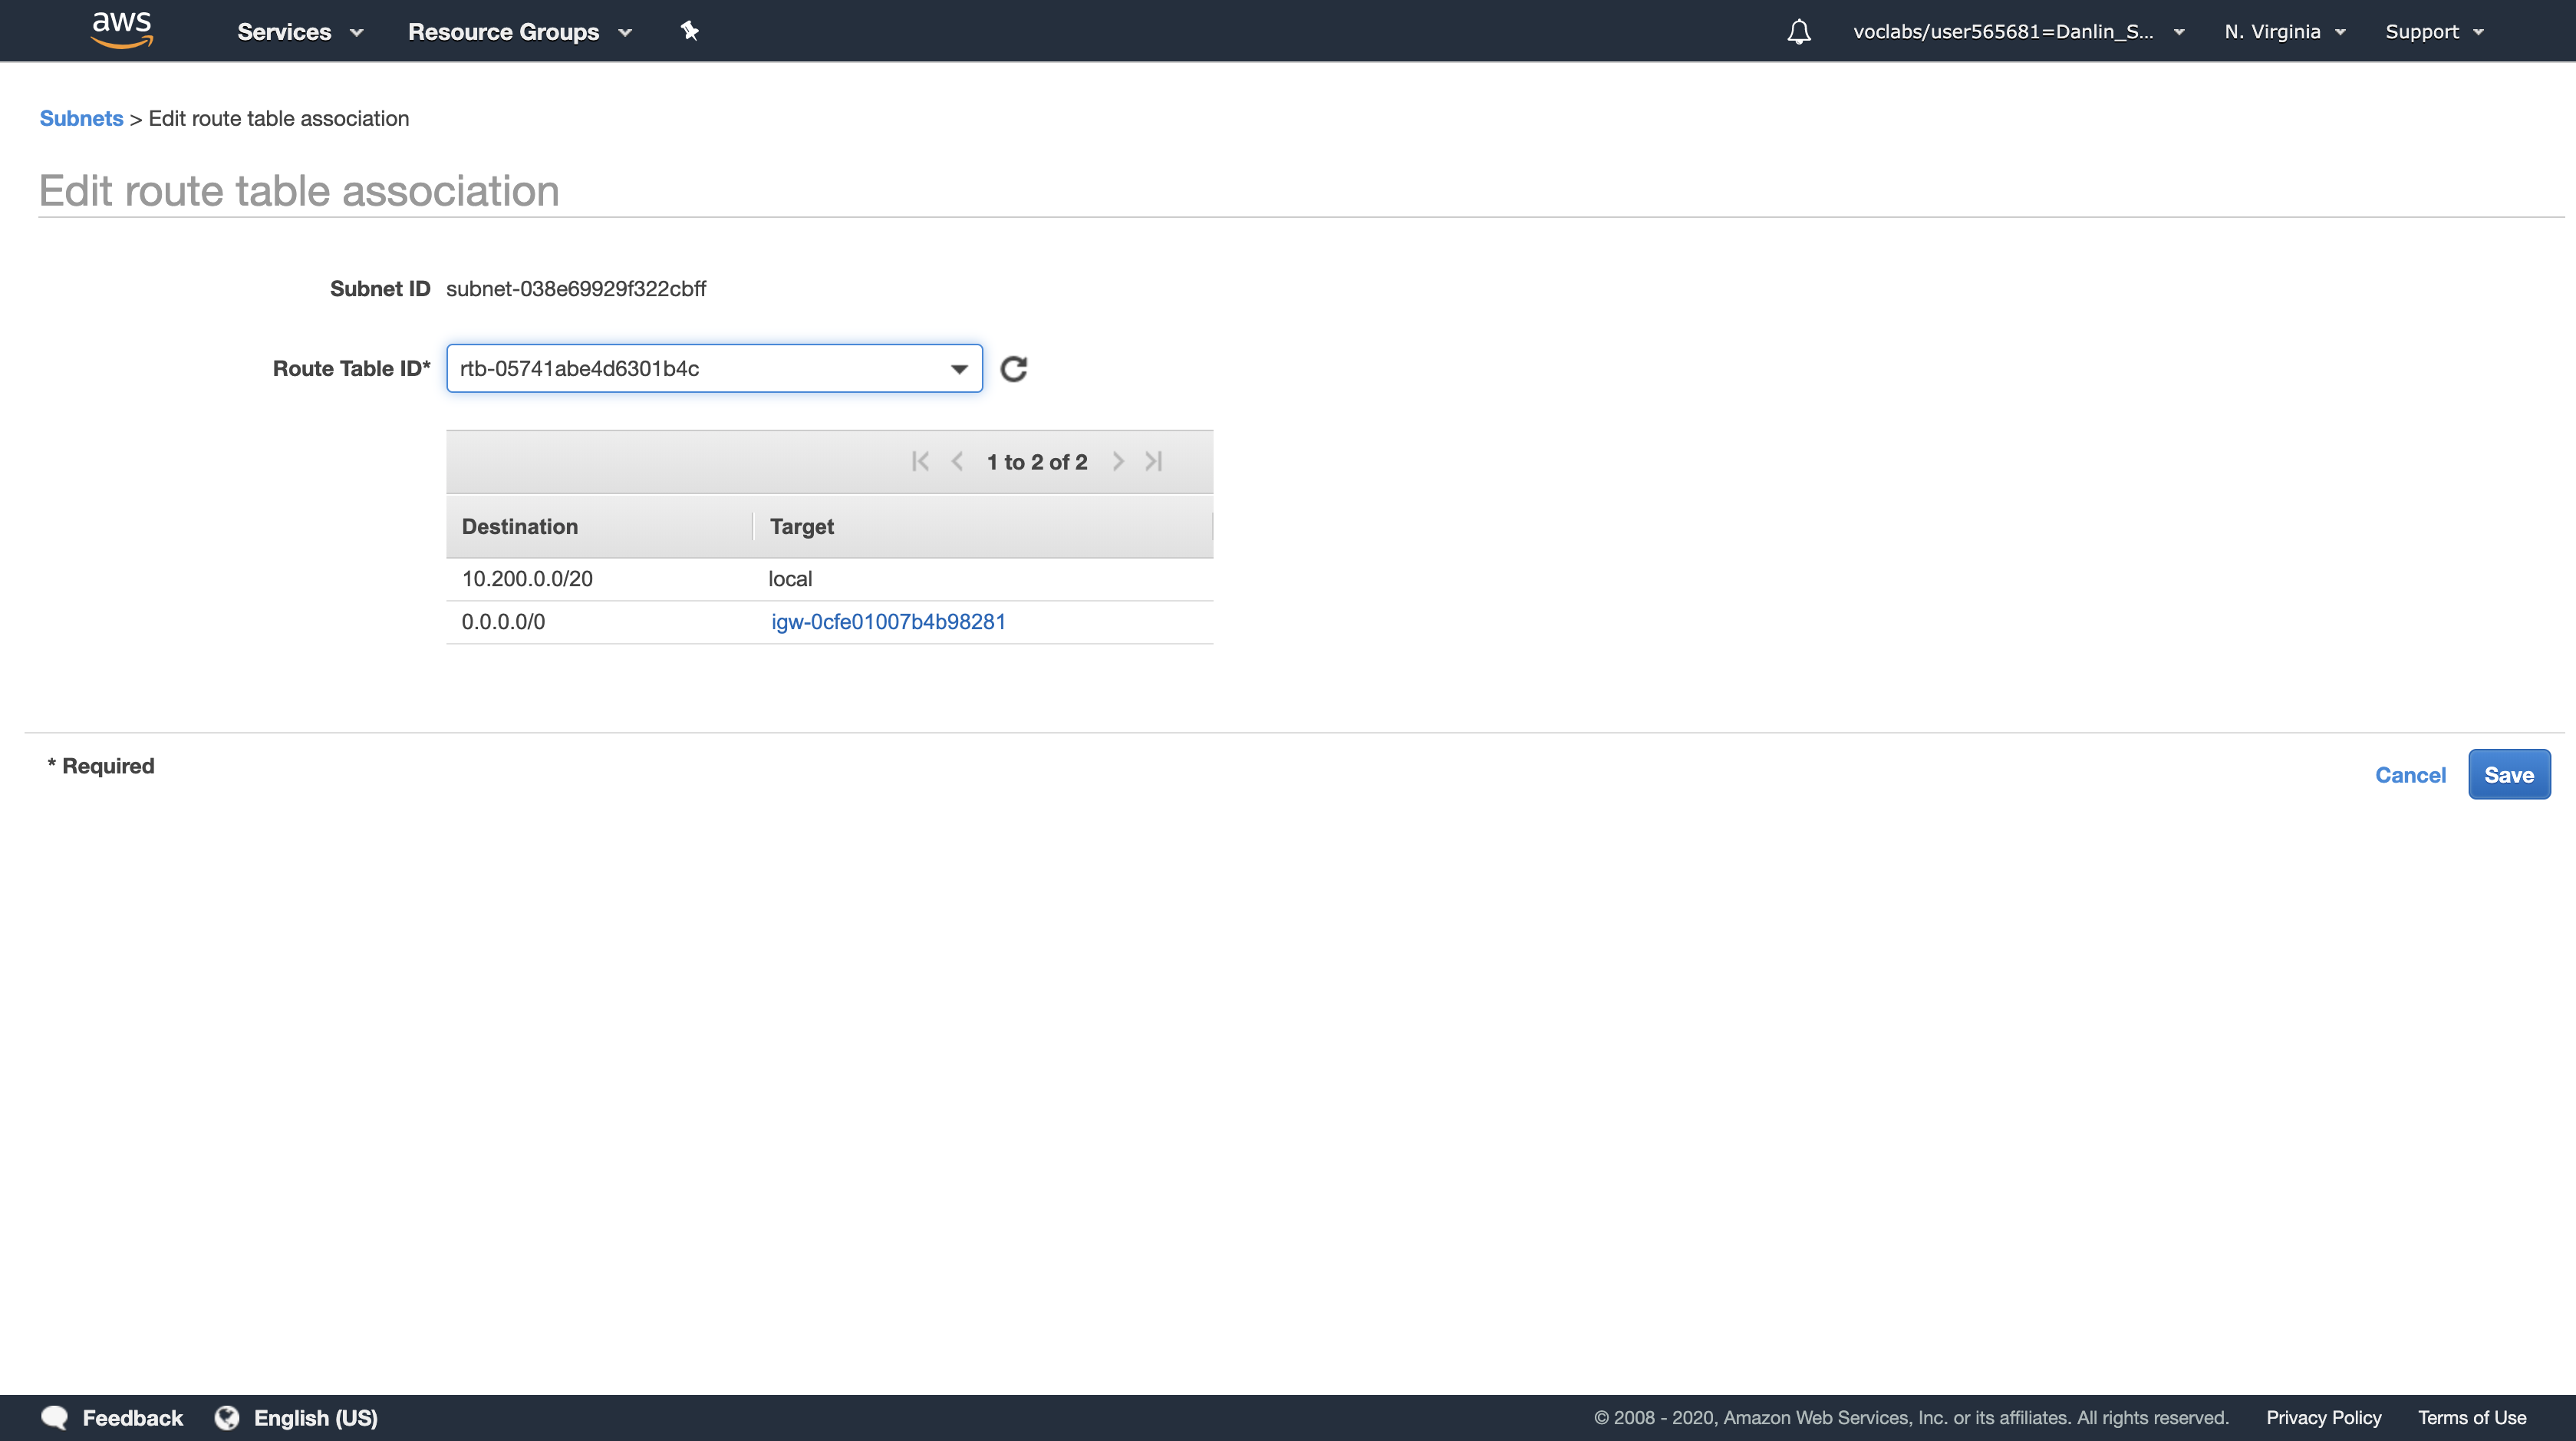 aws Services Resource Groups voclabs/user565681=Danlin_S... N. Virginia Support
Subnets > Edit route table association
Edit route table association
Subnet ID subnet-038e69929f322cbff
Route Table ID* rtb-05741abe4d6301b4c
1 to 2 of 2
Destination Target
10.200.0.0/20 local
0.0.0.0/0 igw-0cfe01007b4b98281
* Required
Cancel Save
Feedback English (US) © 2008 - 2020, Amazon Web Services, Inc. or its affiliates. All rights reserved. Privacy Policy Terms of Use